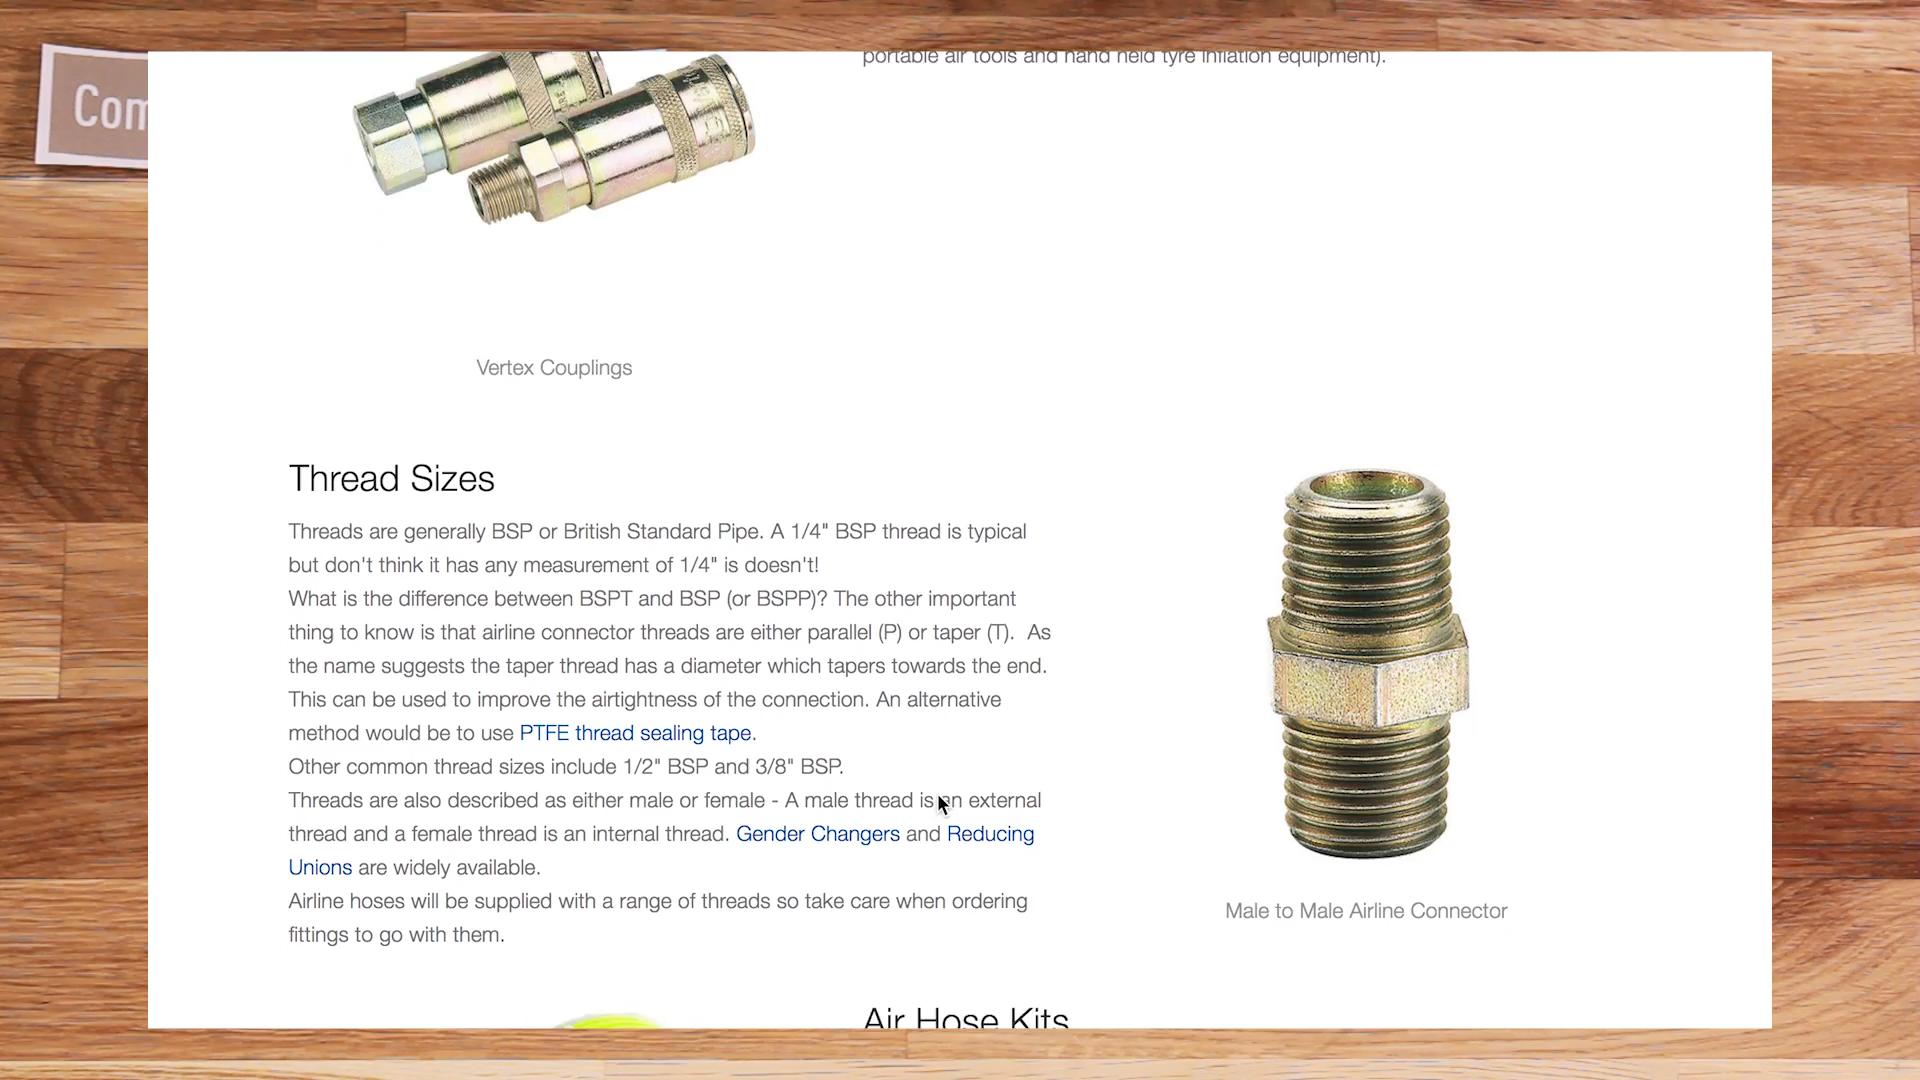 portable air tools and hand held tyre inflation equipment).
Com
Vertex Couplings
Thread Sizes
Threads are generally BSP or British Standard Pipe. A 1/4" BSP thread is typical
but don't think it has any measurement of 1/4" is doesn't!
What is the difference between BSPT and BSP (or BSPP)? The other important
thing to know is that airline connector threads are either parallel (P) or taper (T). As
the name suggests the taper thread has a diameter which tapers towards the end.
This can be used to improve the airtightness of the connection. An alternative
method would be to use PTFE thread sealing tape.
Other common thread sizes include 1/2" BSP and 3/8" BSP.
Threads are also described as either male or female - A male thread is an external
thread and a female thread is an internal thread. Gender Changers and Reducing
Unions are widely available.
Airline hoses will be supplied with a range of threads so take care when ordering
fittings to go with them.
Male to Male Airline Connector
Air Hose Kits